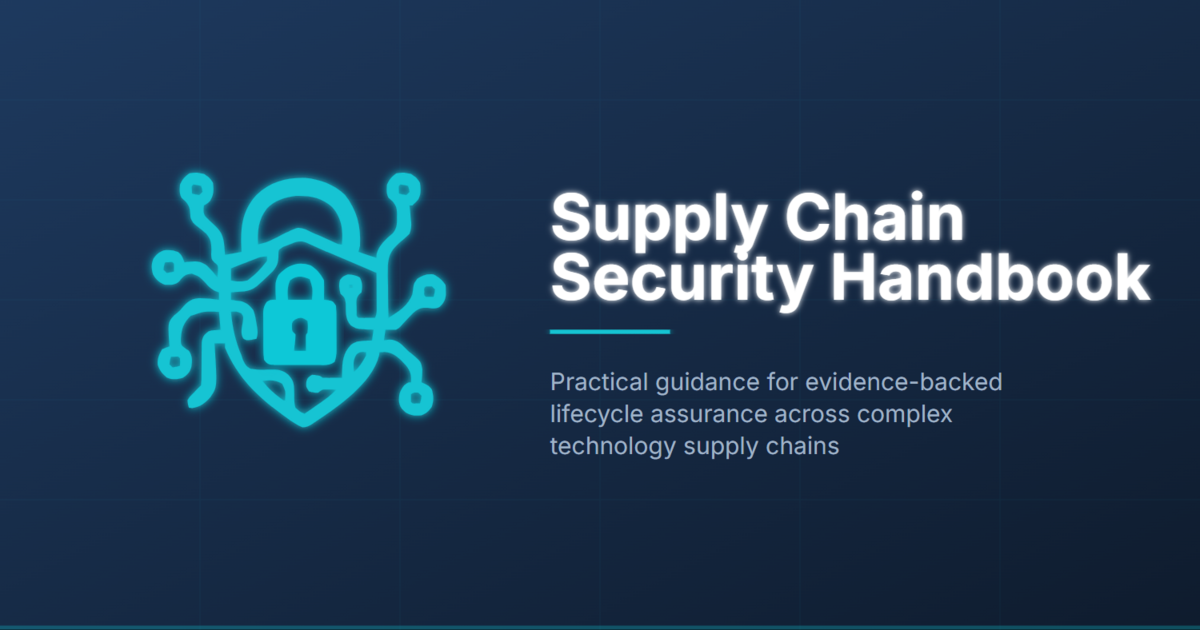 Supply Chain
Security Handbook
Practical guidance for evidence-backed
lifecycle assurance across complex
technology supply chains